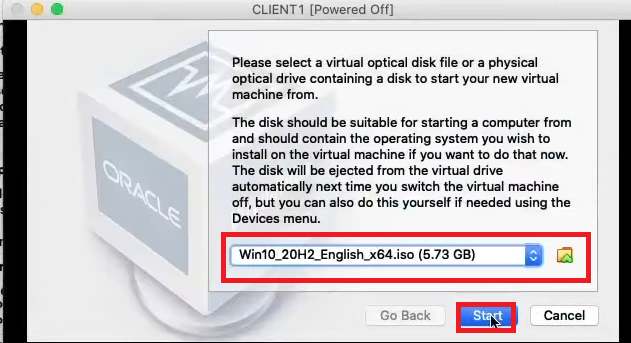 CLIENT1 [Powered Off]
Please select a virtual optical disk file or a physical
optical drive containing a disk to start your new virtual
machine from.
The disk should be suitable for starting a computer from
and should contain the operating system you wish to
install on the virtual machine if you want to do that now.
The disk will be ejected from the virtual drive
automatically next time you switch the virtual machine
off, but you can also do this yourself if needed using the
Devices menu.
ORACLE
Win10_20H2_English_x64.iso (5.73 GB)
Go Back
Start
Cancel